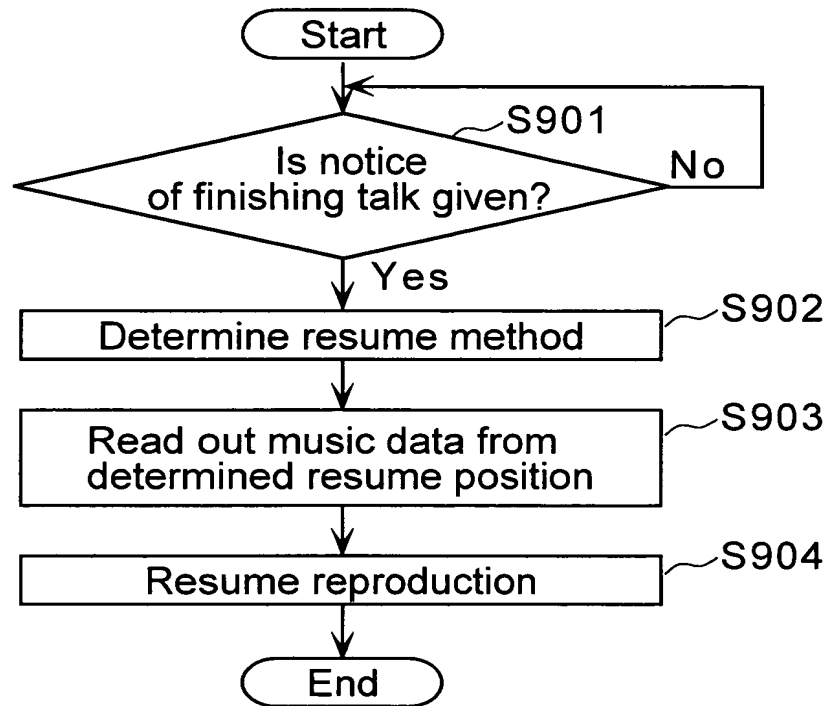 Start
S901
Is notice
of finishing talk given?
No
Yes
S902
Determine resume method
S903
Read out music data from
determined resume position
S904
Resume reproduction
End